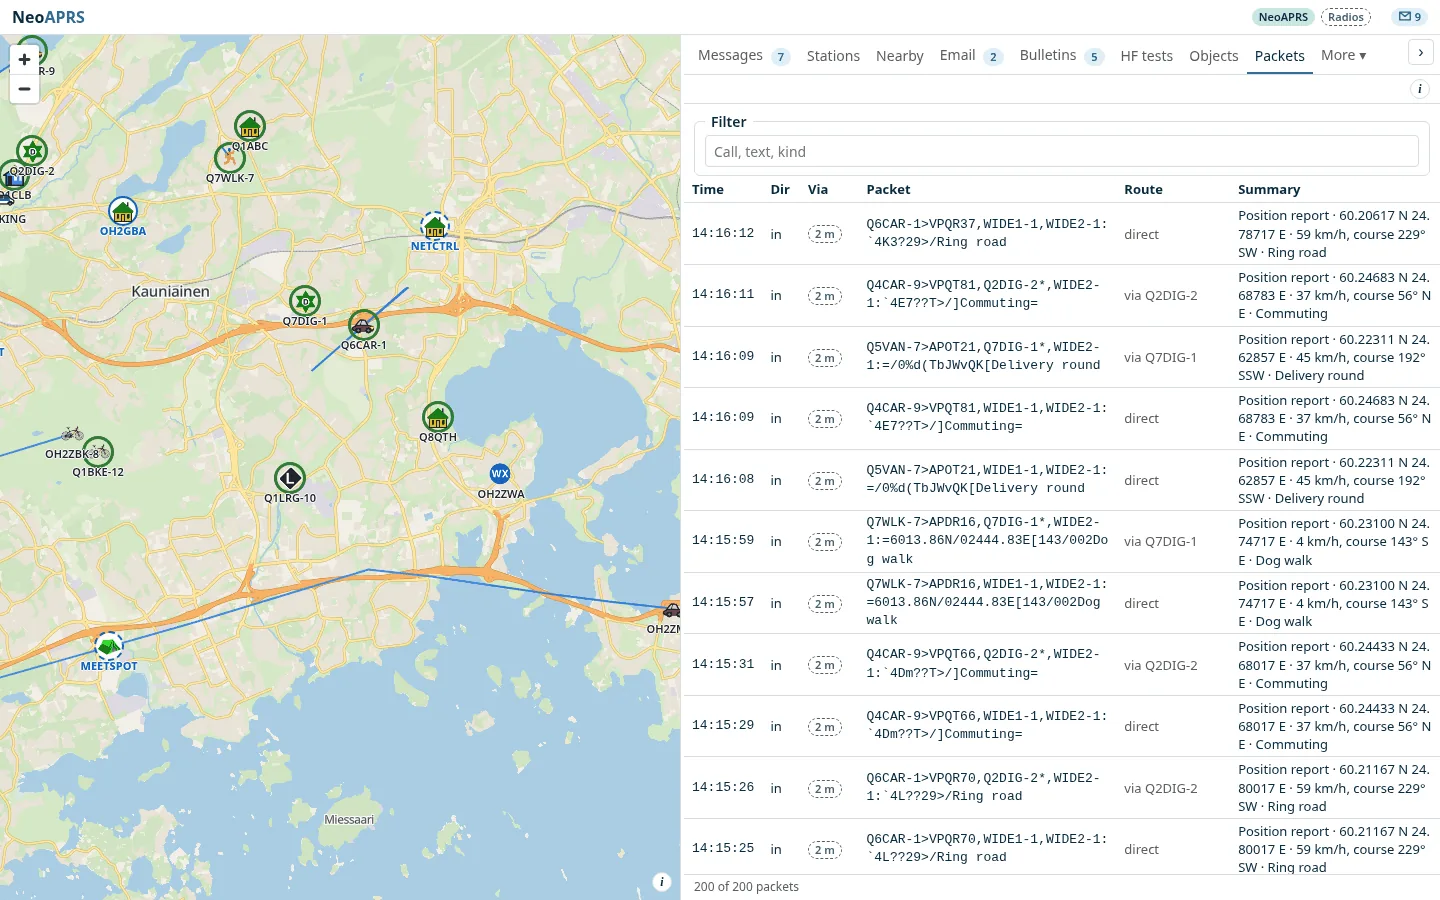 NeoAPRS
NeoAPRS
Radios
9
Messages 7
Stations
Nearby
Email 2
Bulletins 5
HF tests
Objects
Packets
More ▾
›
i
Filter
Call, text, kind
Time Dir Via Packet Route Summary
14:16:12 in 2 m
Q6CAR-1>VPQR37,WIDE1-1,WIDE2-1:
`4K3?29>/Ring road
direct
Position report · 60.20617 N 24.
78717 E · 59 km/h, course 229°
SW · Ring road
14:16:11 in 2 m
Q4CAR-9>VPQT81,Q2DIG-2*,WIDE2-
1:`4E7??T>/]Commuting=
via Q2DIG-2
Position report · 60.24683 N 24.
68783 E · 37 km/h, course 56° N
E · Commuting
14:16:09 in 2 m
Q5VAN-7>APOT21,Q7DIG-1*,WIDE2-
1:=/0%d(TbJWvQK[Delivery round
via Q7DIG-1
Position report · 60.22311 N 24.
62857 E · 45 km/h, course 192°
SSW · Delivery round
14:16:09 in 2 m
Q4CAR-9>VPQT81,WIDE1-1,WIDE2-1:
`4E7??T>/]Commuting=
direct
Position report · 60.24683 N 24.
68783 E · 37 km/h, course 56° N
E · Commuting
14:16:08 in 2 m
Q5VAN-7>APOT21,WIDE1-1,WIDE2-1:
=/0%d(TbJWvQK[Delivery round
direct
Position report · 60.22311 N 24.
62857 E · 45 km/h, course 192°
SSW · Delivery round
14:15:59 in 2 m
Q7WLK-7>APDR16,Q7DIG-1*,WIDE2-
1:=6013.86N/02444.83E[143/002Do
g walk
via Q7DIG-1
Position report · 60.23100 N 24.
74717 E · 4 km/h, course 143° S
E · Dog walk
14:15:57 in 2 m
Q7WLK-7>APDR16,WIDE1-1,WIDE2-1:
=6013.86N/02444.83E[143/002Dog
walk
direct
Position report · 60.23100 N 24.
74717 E · 4 km/h, course 143° S
E · Dog walk
14:15:31 in 2 m
Q4CAR-9>VPQT66,Q2DIG-2*,WIDE2-
1:`4Dm??T>/]Commuting=
via Q2DIG-2
Position report · 60.24433 N 24.
68017 E · 37 km/h, course 56° N
E · Commuting
14:15:29 in 2 m
Q4CAR-9>VPQT66,WIDE1-1,WIDE2-1:
`4Dm??T>/]Commuting=
direct
Position report · 60.24433 N 24.
68017 E · 37 km/h, course 56° N
E · Commuting
14:15:26 in 2 m
Q6CAR-1>VPQR70,Q2DIG-2*,WIDE2-
1:`4L??29>/Ring road
via Q2DIG-2
Position report · 60.21167 N 24.
80017 E · 59 km/h, course 229°
SW · Ring road
14:15:25 in 2 m
Q6CAR-1>VPQR70,WIDE1-1,WIDE2-1:
`4L??29>/Ring road
direct
Position report · 60.21167 N 24.
80017 E · 59 km/h, course 229°
SW · Ring road
200 of 200 packets
+
−
R-9
Q1ABC
D
Q2DIG-2
Q7WLK-7
CLB
KING
OH2GBA
NETCTRL
Kauniainen
D
Q7DIG-1
Q6CAR-1
T
Q8QTH
OH2ZBK-8
Q1BKE-12
WX
OH2ZWA
L
Q1LRG-10
OH2ZM
MEETSPOT
Miessaari
i